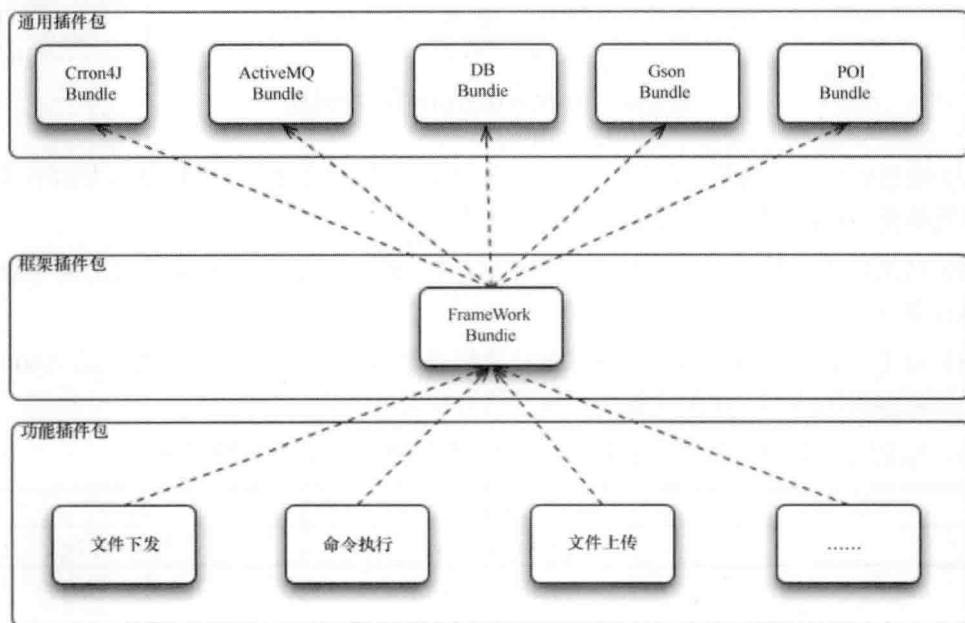 通用插件包
Crron4J
Bundle
ActiveMQ
Bundle
DB
Bundie
Gson
Bundle
POI
Bundle
框架插件包
FrameWork
Bundie
功能插件包
文件下发
命令执行
文件上传
......